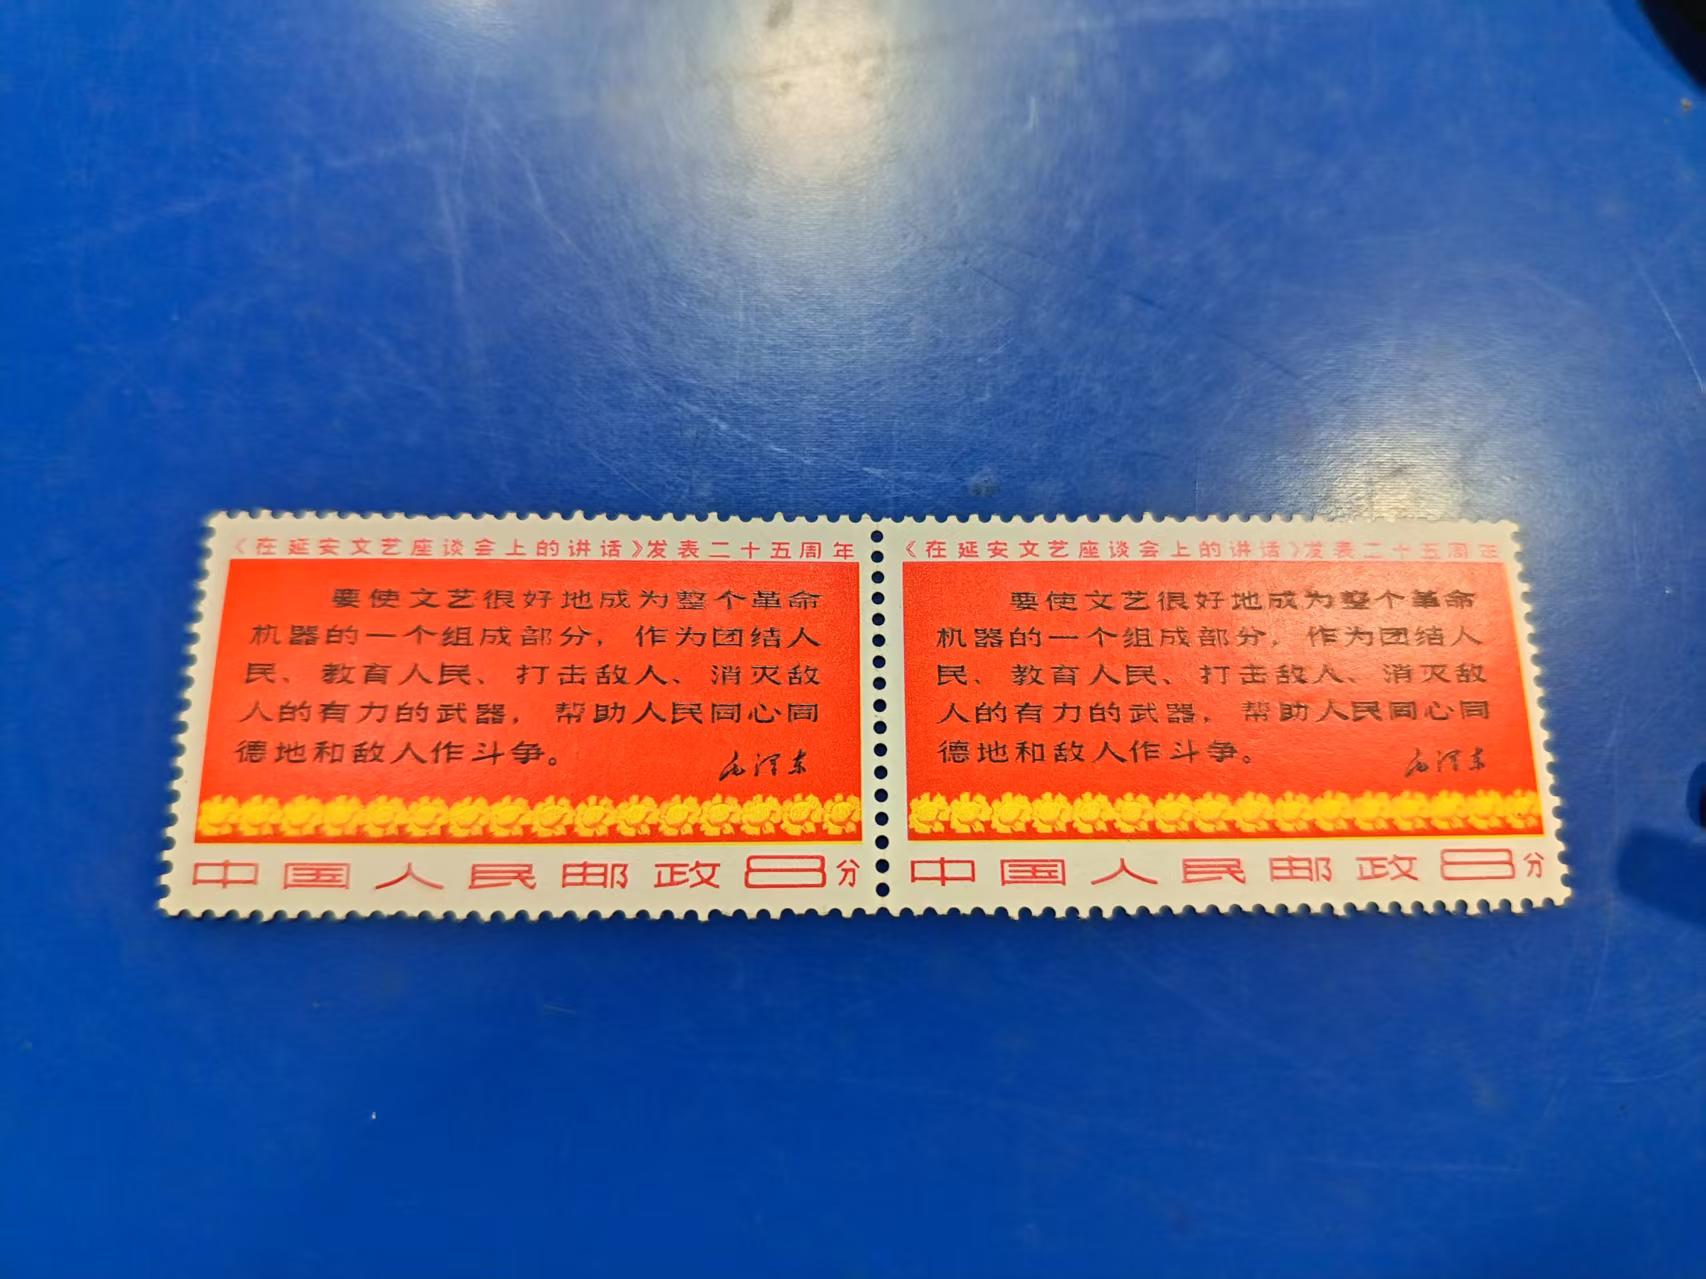 《在延安文艺座谈会上的讲话》发表二十五周年
要使文艺很好地成为整个革命
机器的一个组成部分，作为团结人
民、教育人民、打击敌人、消灭敌
人的有力的武器，帮助人民同心同
德地和敌人作斗争。
毛泽东
中国人民邮政8分
《在延安文艺座谈会上的讲话》发表二十五周年
要使文艺很好地成为整个革命
机器的一个组成部分，作为团结人
民、教育人民、打击敌人、消灭敌
人的有力的武器，帮助人民同心同
德地和敌人作斗争。
毛泽东
中国人民邮政8分